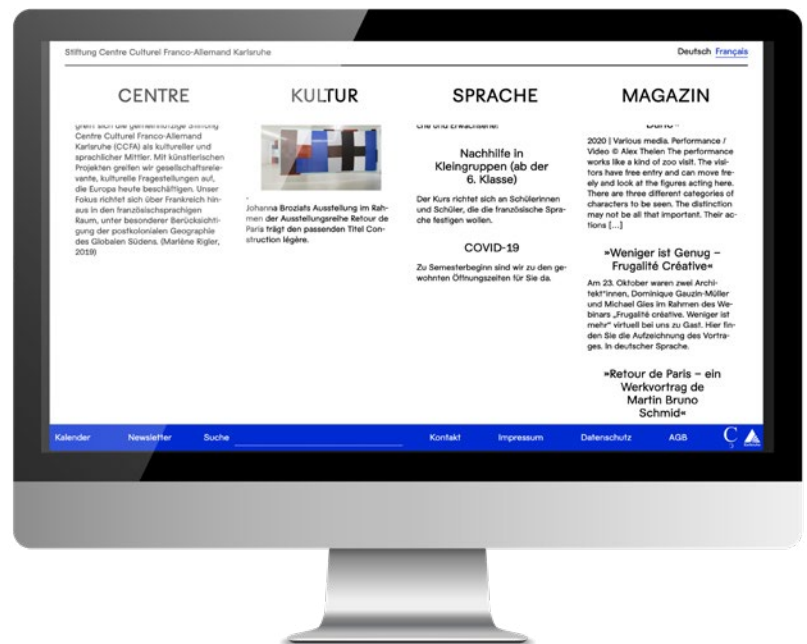 Stiftung Centre Culturel Franco-Allemand Karlsruhe
Deutsch Français
CENTRE
KULTUR
SPRACHE
MAGAZIN
greift sich die gemeinnützige Stiftung
Centre Culturel Franco-Allemand
Karlsruhe (CCFA) als kultureller und
sprachlicher Mittler. Mit künstlerischen
Projekten greifen wir gesellschaftsrele-
vante, kulturelle Fragestellungen auf,
die Europa heute beschäftigen. Unser
Fokus richtet sich über Frankreich hin-
aus in den französischsprachigen
Raum, unter besonderer Berücksichti-
gung der postkolonialen Geographie
des Globalen Südens. (Marlène Rigler,
2019)
Johanna Broziats Ausstellung im Rah-
men der Ausstellungsreihe Retour de
Paris trägt den passenden Titel Con-
struction légère.
che und Erwachsene.
Nachhilfe in
Kleingruppen (ab der
6. Klasse)
Der Kurs richtet sich an Schülerinnen
und Schüler, die die französische Spra-
che festigen wollen.
COVID-19
Zu Semesterbeginn sind wir zu den ge-
wohnten Öffnungszeiten für Sie da.
2020 | Various media. Performance /
Video © Alex Thelen The performance
works like a kind of zoo visit. The visi-
tors have free entry and can move fre-
ely and look at the figures acting here.
There are three different categories of
characters to be seen. The distinction
may not be all that important. Their ac-
tions [...]
»Weniger ist Genug –
Frugalité Créative«
Am 23. Oktober waren zwei Archi-
tekt*innen, Dominique Gauzin-Müller
und Michael Gies im Rahmen des We-
binars „Frugalité créative. Weniger ist
mehr“ virtuell bei uns zu Gast. Hier fin-
den Sie die Aufzeichnung des Vortra-
ges. In deutscher Sprache.
»Retour de Paris – ein
Werkvortrag de
Martin Bruno
Schmid«
Kalender Newsletter Suche Kontakt Impressum Datenschutz AGB Ç